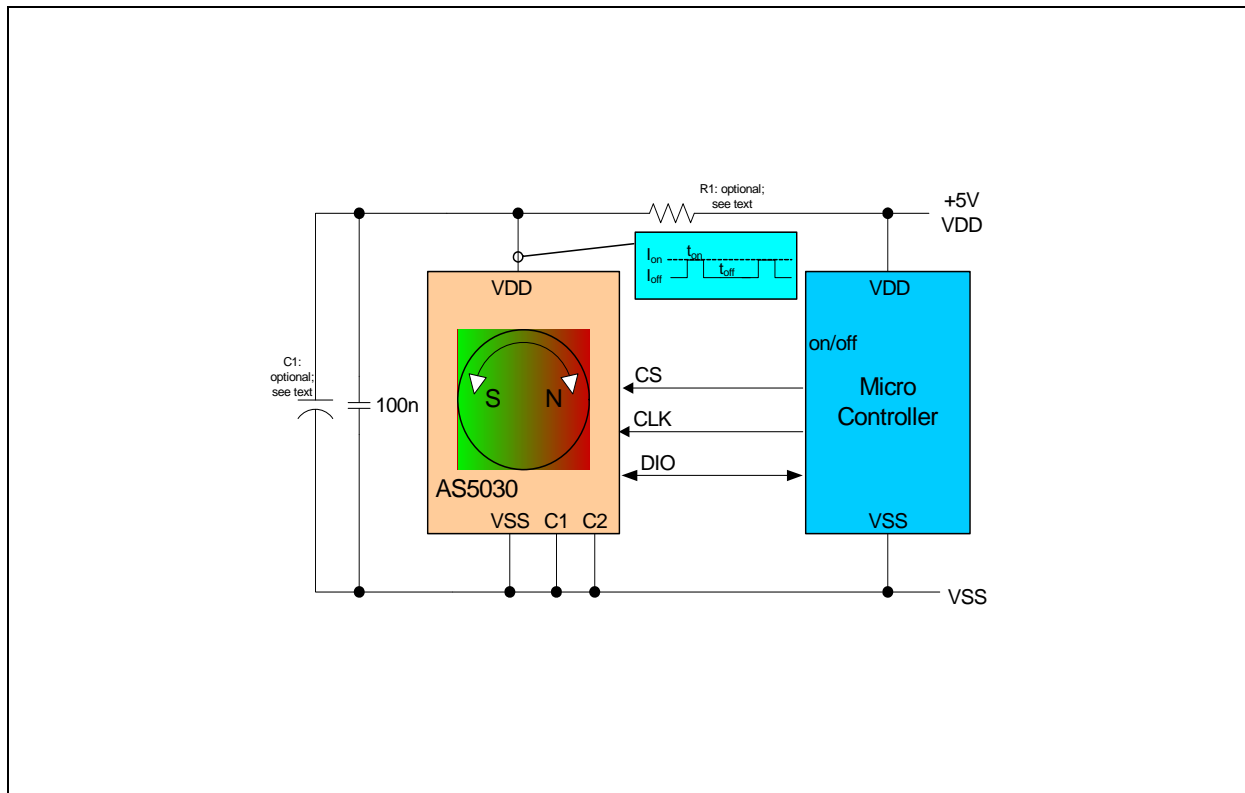 R1: optional;
see text
+5V
VDD
Ion
ton
Ioff
toff
VDD
VDD
on/off
C1:
optional;
see text
100n
S
N
CS
CLK
DIO
Micro
Controller
AS5030
VSS
C1
C2
VSS
VSS